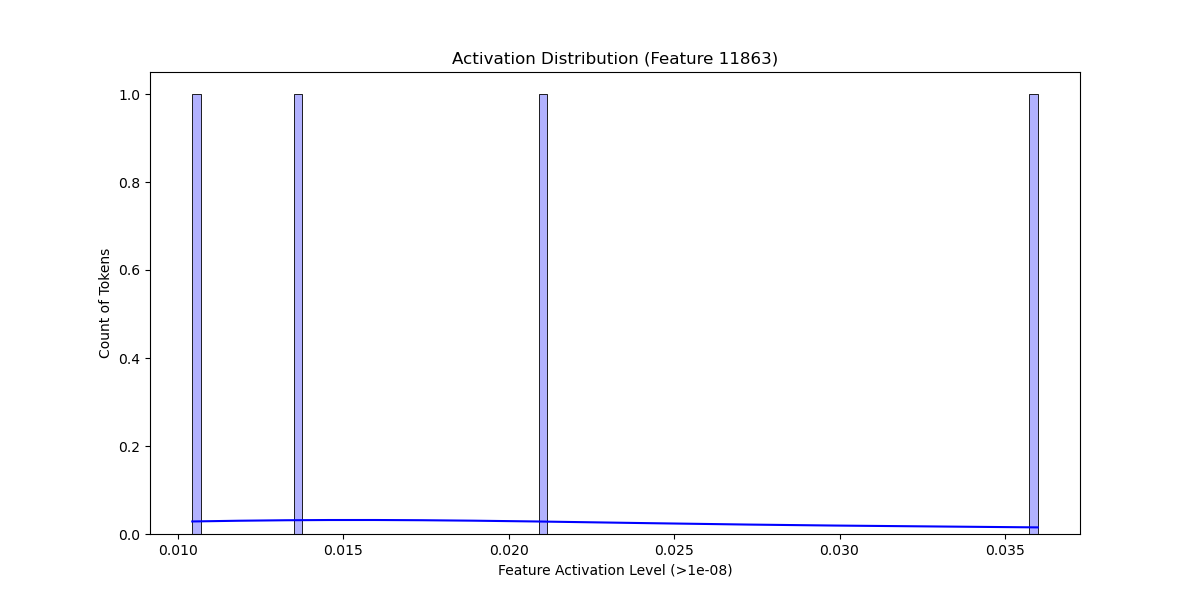 Activation Distribution (Feature 11863)
Count of Tokens
1.0
0.8
0.6
0.4
0.2
0.0
0.010 0.015 0.020 0.025 0.030 0.035
Feature Activation Level (>1e-08)